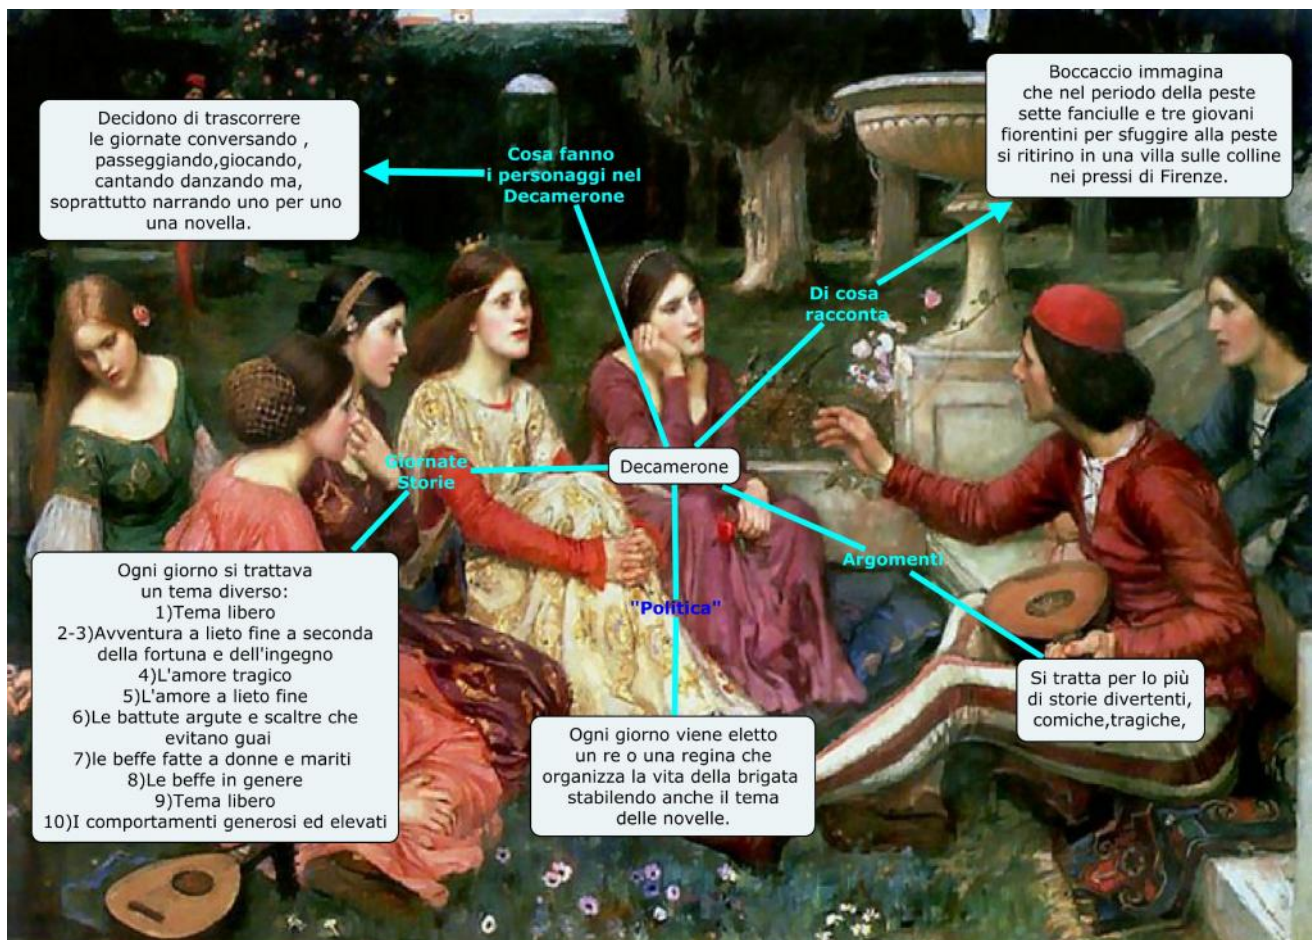 Decidono di trascorrere
le giornate conversando ,
passeggiando,giocando,
cantando danzando ma,
soprattutto narrando uno per uno
una novella.
Cosa fanno
i personaggi nel
Decamerone
Boccaccio immagina
che nel periodo della peste
sette fanciulle e tre giovani
fiorentini per sfuggire alla peste
si ritirino in una villa sulle colline
nei pressi di Firenze.
Di cosa
racconta
Decamerone
Giornate
Storie
Ogni giorno si trattava
un tema diverso:
1)Tema libero
2-3)Avventura a lieto fine a seconda
della fortuna e dell'ingegno
4)L'amore tragico
5)L'amore a lieto fine
6)Le battute argute e scaltre che
evitano guai
7)le beffe fatte a donne e mariti
8)Le beffe in genere
9)Tema libero
10)I comportamenti generosi ed elevati
"Politica"
Ogni giorno viene eletto
un re o una regina che
organizza la vita della brigata
stabilendo anche il tema
delle novelle.
Argomenti
Si tratta per lo più
di storie divertenti,
comiche,tragiche,